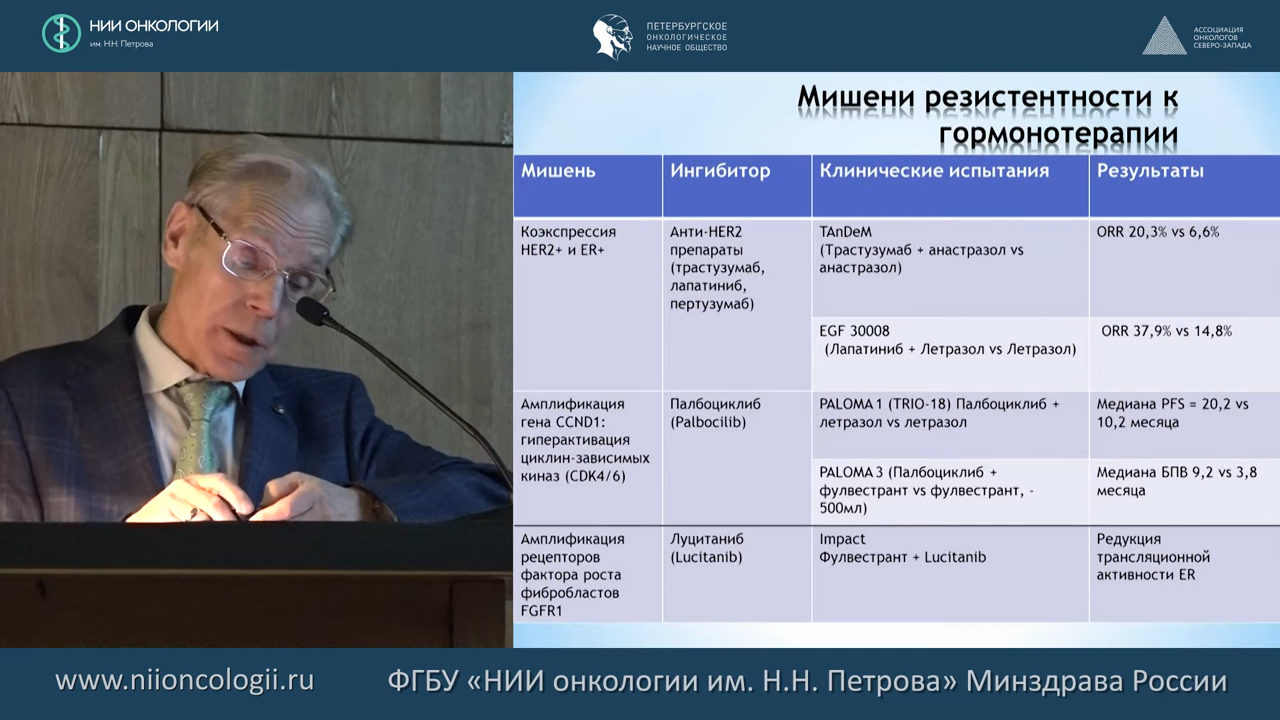 НИИ ОНКОЛОГИИ
им. Н.Н. Петрова
ПЕТЕРБУРГСКОЕ
ОНКОЛОГИЧЕСКОЕ
НАУЧНОЕ ОБЩЕСТВО
АССОЦИАЦИЯ
ОНКОЛОГОВ
СЕВЕРО-ЗАПАДА
Мишени резистентности к
гормонотерапии
Мишень
Ингибитор
Клинические испытания
Результаты
Коэкспрессия
HER2+ и ER+
Анти-HER2
препараты
(трастузумаб,
лапатиниб,
пертузумаб)
TAnDeM
(Трастузумаб + анастразол vs
анастразол)
ORR 20,3% vs 6,6%
EGF 30008
(Лапатиниб + Летразол vs Летразол)
ORR 37,9% vs 14,8%
Амплификация
гена CCND1:
гиперактивация
циклин-зависимых
киназ (CDK4/6)
Палбоциклиб
(Palbocilib)
PALOMA1 (TRIO-18) Палбоциклиб +
летразол vs летразол
Медиана PFS = 20,2 vs
10,2 месяца
PALOMA3 (Палбоциклиб +
фулвестрант vs фулвестрант, -
500мл)
Медиана БПВ 9,2 vs 3,8
месяца
Амплификация
рецепторов
фактора роста
фибробластов
FGFR1
Луцитаниб
(Lucitanib)
Impact
Фулвестрант + Lucitanib
Редукция
трансляционной
активности ER
www.niioncologii.ru
ФГБУ «НИИ онкологии им. Н.Н. Петрова» Минздрава России